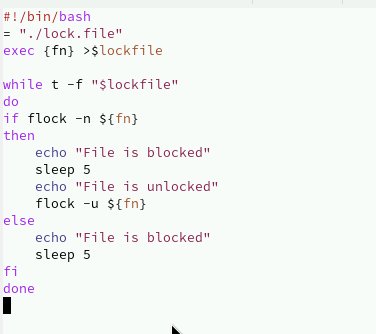 #!/bin/bash
= "./lock.file"
exec {fn} >$lockfile
while t -f "$lockfile"
do
if flock -n ${fn}
then
echo "File is blocked"
sleep 5
echo "File is unlocked"
flock -u ${fn}
else
echo "File is blocked"
sleep 5
fi
done